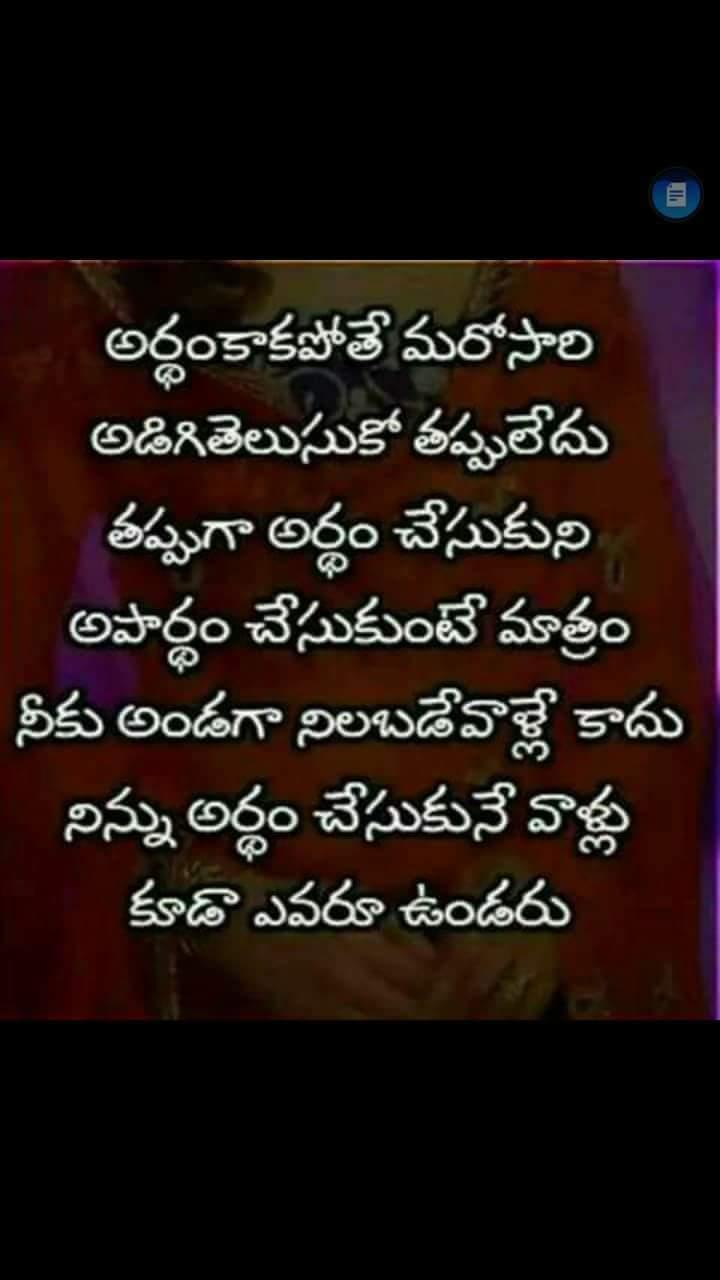 అర్థంకాకపోతే మరోసారి
అడిగితెలుసుకో తప్పులేదు
తప్పుగా అర్థం చేసుకుని
అపార్థం చేసుకుంటే మాత్రం
నీకు అండగా నిలబడేవాళ్లే కాదు
నిన్ను అర్థం చేసుకునే వాళ్లు
కూడా ఎవరూ ఉండరు